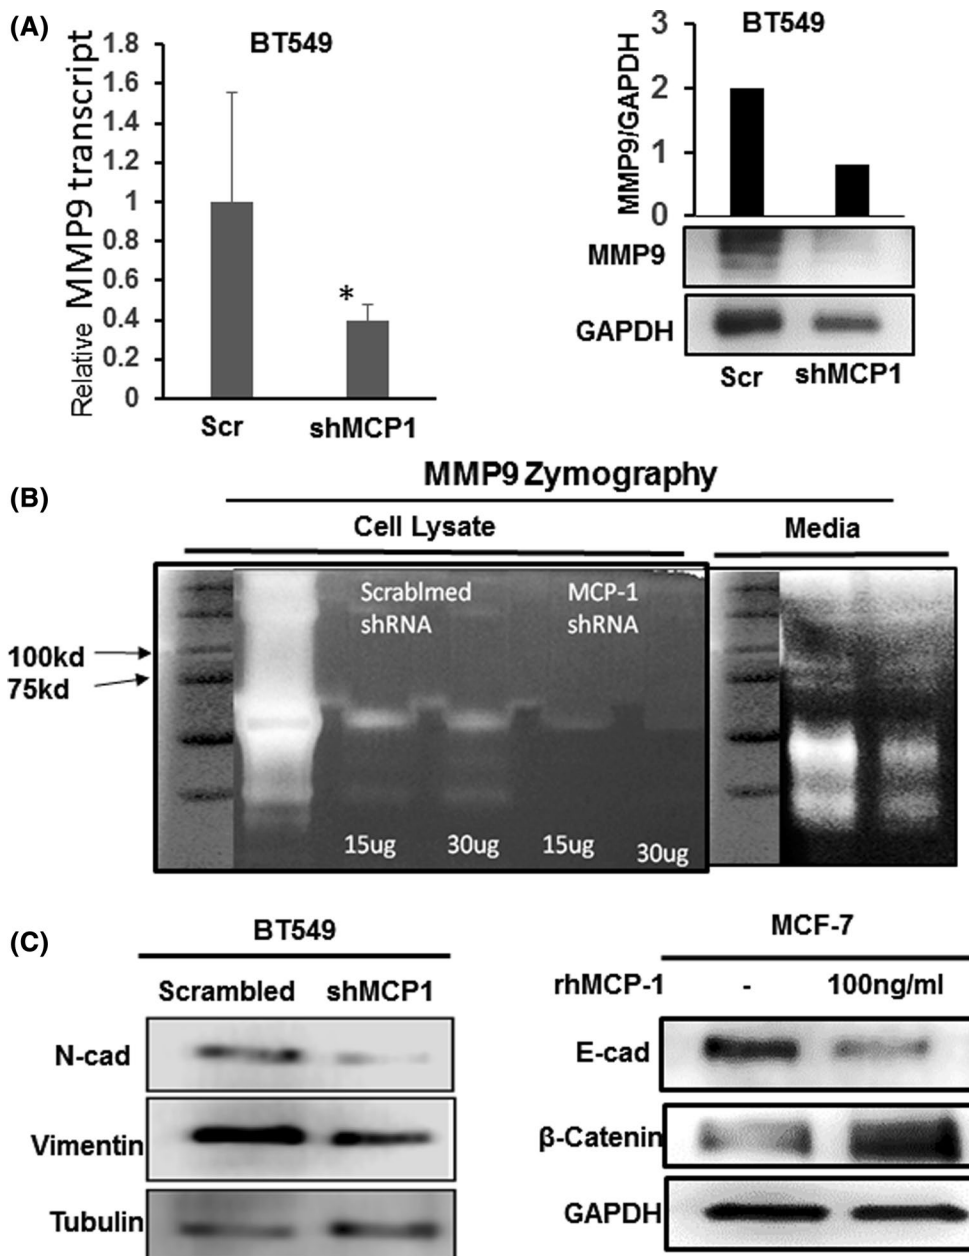 (A)
BT549
Relative MMP9 transcript
1.8
1.6
1.4
1.2
1
0.8
0.6
0.4
0.2
0
*
Scr
shMCP1
BT549
MMP9/GAPDH
3
2
1
0
MMP9
GAPDH
Scr
shMCP1
(B)
MMP9 Zymography
Cell Lysate
Media
Scrablmed
shRNA
MCP-1
shRNA
100kd
75kd
15ug
30ug
15ug
30ug
(C)
BT549
Scrambled
shMCP1
N-cad
Vimentin
Tubulin
MCF-7
rhMCP-1
-
100ng/ml
E-cad
β-Catenin
GAPDH